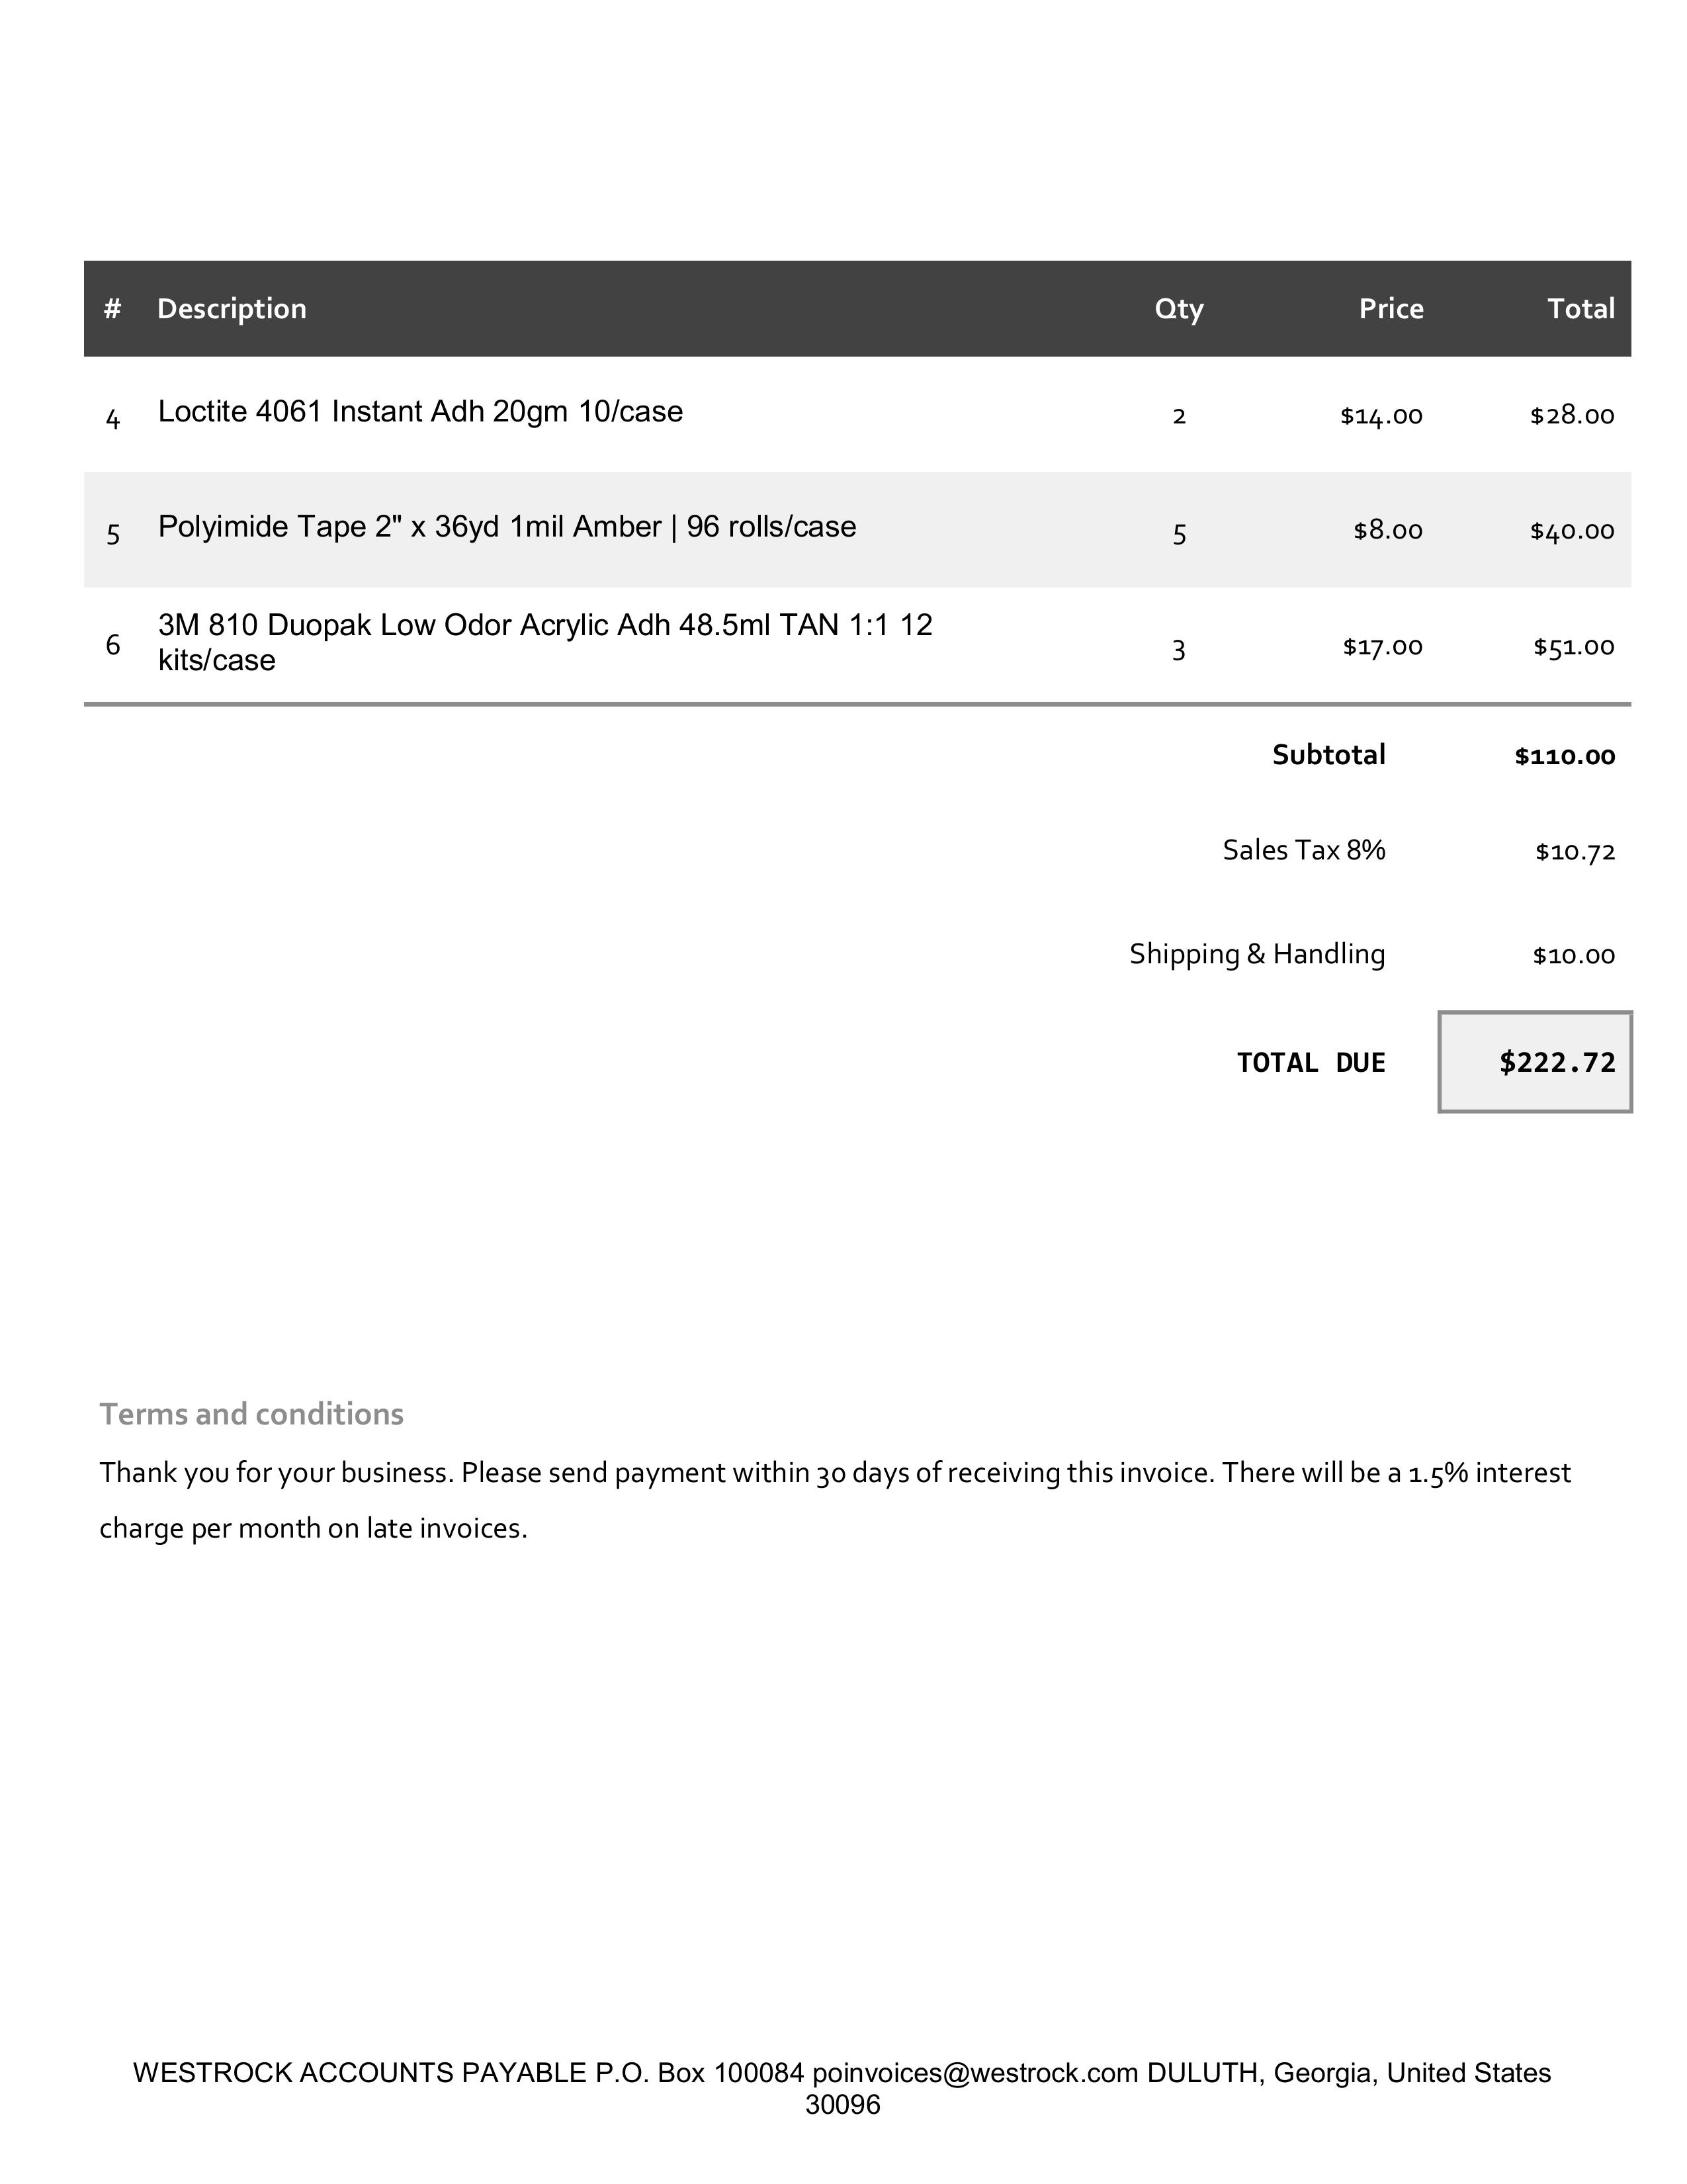 # Description Qty Price Total
4 Loctite 4061 Instant Adh 20gm 10/case 2 $14.00 $28.00
5 Polyimide Tape 2" x 36yd 1mil Amber | 96 rolls/case 5 $8.00 $40.00
6 3M 810 Duopak Low Odor Acrylic Adh 48.5ml TAN 1:1 12
kits/case 3 $17.00 $51.00
Subtotal $110.00
Sales Tax 8% $10.72
Shipping & Handling $10.00
TOTAL DUE $222.72
Terms and conditions
Thank you for your business. Please send payment within 30 days of receiving this invoice. There will be a 1.5% interest
charge per month on late invoices.
WESTROCK ACCOUNTS PAYABLE P.O. Box 100084 poinvoices@westrock.com DULUTH, Georgia, United States
30096